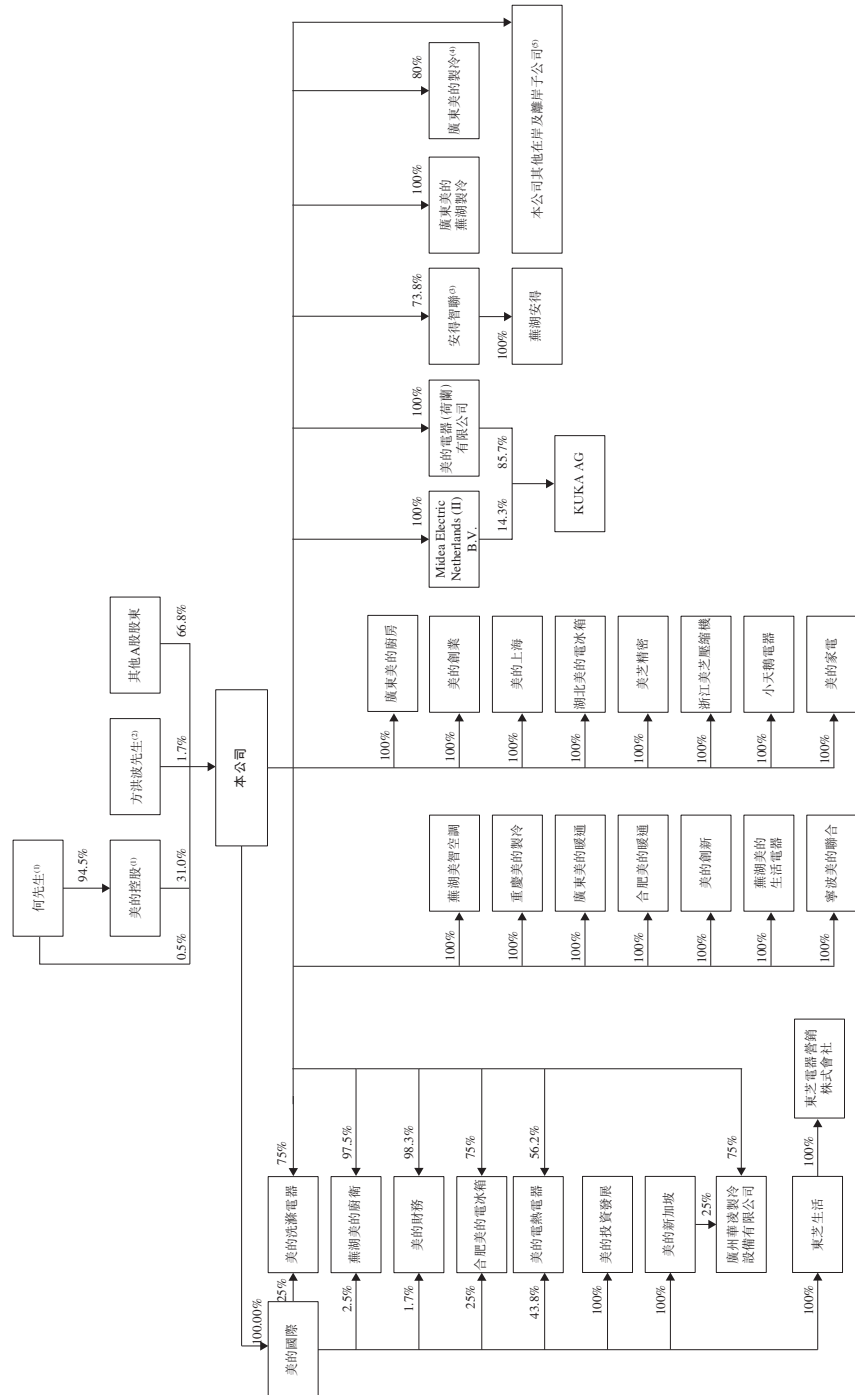 何先生(1)
94.5%
美的控股(1)
方洪波先生(2)
其他A股股東
0.5%
31.0%
1.7%
66.8%
本公司
100.00%
美的國際
25%
美的洗滌電器
75%
2.5%
蕪湖美的廚衛
97.5%
1.7%
美的財務
98.3%
25%
合肥美的電冰箱
75%
43.8%
美的電熱電器
56.2%
100%
美的投資發展
100%
美的新加坡
25%
廣州華凌製冷
設備有限公司
75%
100%
東芝生活
100%
東芝電器營銷
株式會社
100%
蕪湖美智空調
100%
重慶美的製冷
100%
廣東美的暖通
100%
合肥美的暖通
100%
美的創新
100%
蕪湖美的
生活電器
100%
寧波美的聯合
100%
廣東美的廚房
100%
美的創業
100%
美的上海
100%
湖北美的電冰箱
100%
美芝精密
100%
浙江美芝壓縮機
100%
小天鵝電器
100%
美的家電
100%
Midea Electric
Netherlands (II)
B.V.
14.3%
100%
美的電器(荷蘭)
有限公司
85.7%
KUKA AG
73.8%
安得智聯(3)
100%
蕪湖安得
100%
廣東美的
蕪湖製冷
80%
廣東美的製冷(4)
本公司其他在岸及離岸子公司(5)